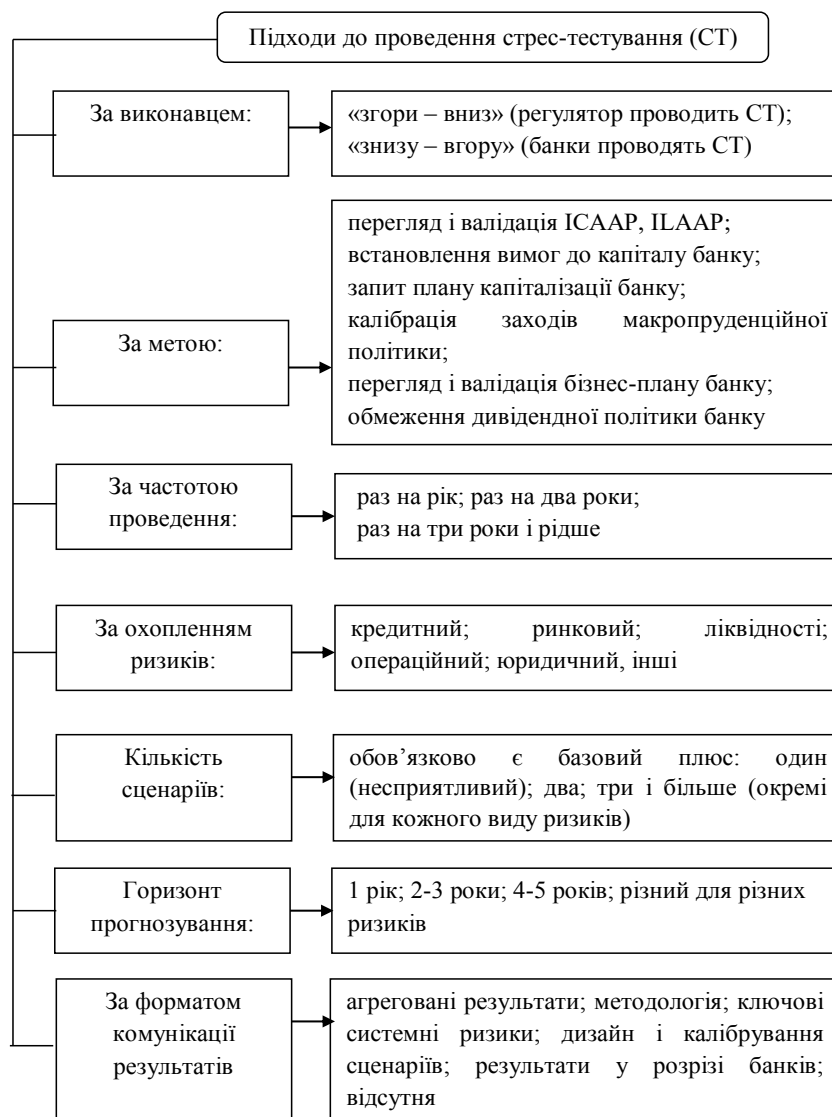 Підходи до проведення стрес-тестування (СТ)
За виконавцем:
«згори – вниз» (регулятор проводить СТ);
«знизу – вгору» (банки проводять СТ)
За метою:
перегляд і валідація ICAAP, ILAAP;
встановлення вимог до капіталу банку;
запит плану капіталізації банку;
калібрація заходів макропруденційної
політики;
перегляд і валідація бізнес-плану банку;
обмеження дивідендної політики банку
За частотою
проведення:
раз на рік; раз на два роки;
раз на три роки і рідше
За охопленням
ризиків:
кредитний; ринковий; ліквідності;
операційний; юридичний, інші
Кількість
сценаріїв:
обов’язково є базовий плюс: один
(несприятливий); два; три і більше (окремі
для кожного виду ризиків)
Горизонт
прогнозування:
1 рік; 2-3 роки; 4-5 років; різний для різних
ризиків
За форматом
комунікації
результатів
агреговані результати; методологія; ключові
системні ризики; дизайн і калібрування
сценаріїв; результати у розрізі банків;
відсутня